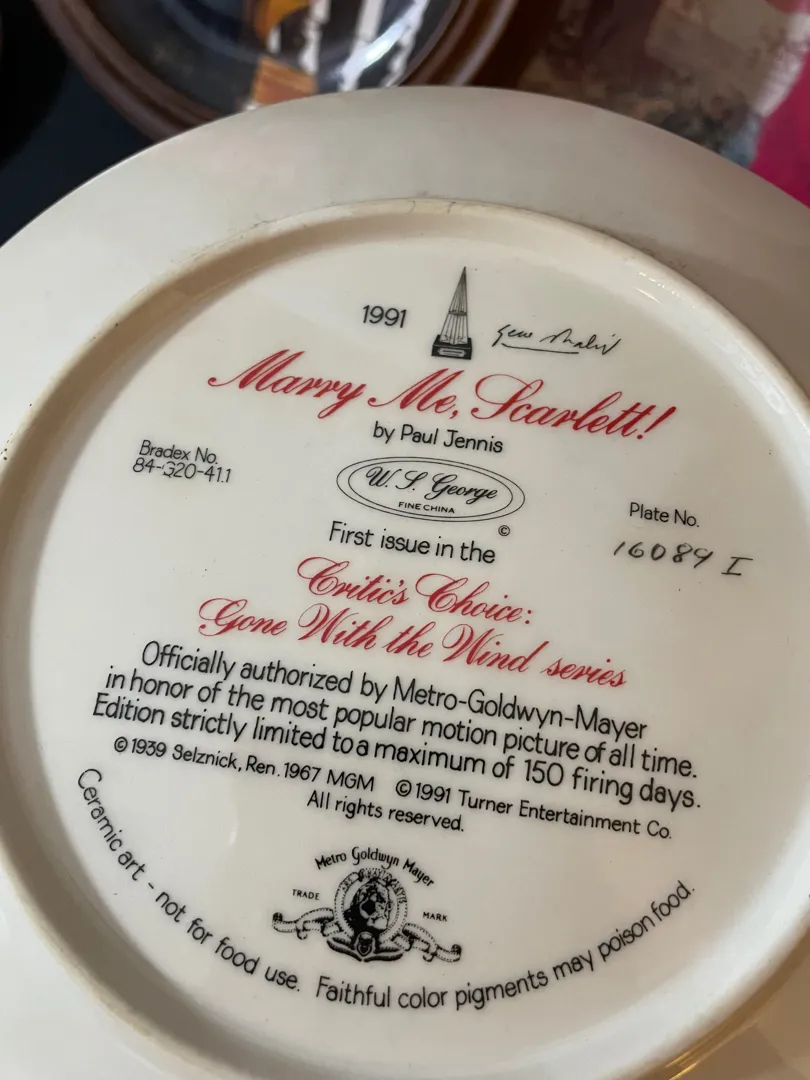 1991
Marry Me, Scarlett!
by Paul Jennis
Bradex No.
84-G20-41.1
W. S. George
FINE CHINA
©
Plate No.
16089 I
First issue in the
Critic's Choice:
Gone With the Wind series
Officially authorized by Metro-Goldwyn-Mayer
in honor of the most popular motion picture of all time.
Edition strictly limited to a maximum of 150 firing days.
©1939 Selznick, Ren. 1967 MGM ©1991 Turner Entertainment Co.
All rights reserved.
Metro Goldwyn Mayer
TRADE MARK
Ceramic art - not for food use. Faithful color pigments may poison food.